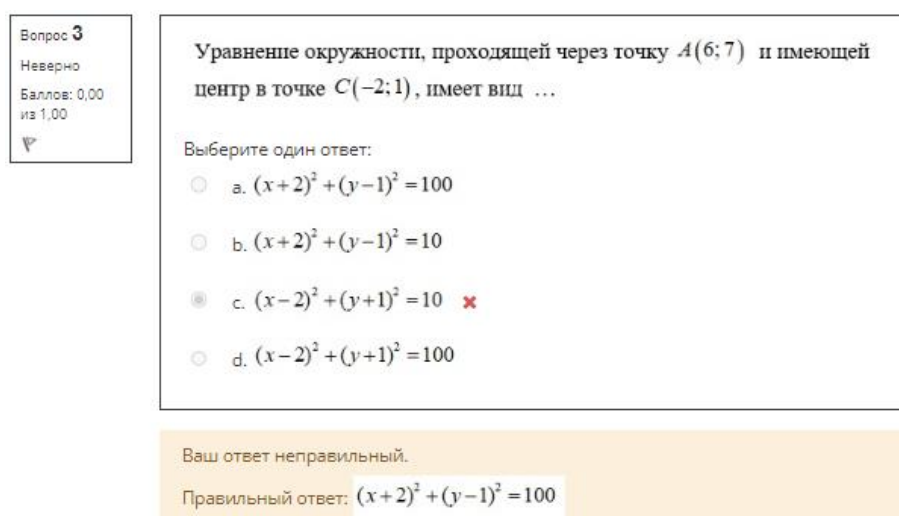 Вопрос 3
Неверно
Баллов: 0,00
из 1,00
Уравнение окружности, проходящей через точку A(6; 7) и имеющей
центр в точке C(−2; 1), имеет вид ...
Выберите один ответ:
a. (x+2)² + (y−1)² = 100
b. (x+2)² + (y−1)² = 10
c. (x−2)² + (y+1)² = 10
d. (x−2)² + (y+1)² = 100
Ваш ответ неправильный.
Правильный ответ: (x+2)² + (y−1)² = 100